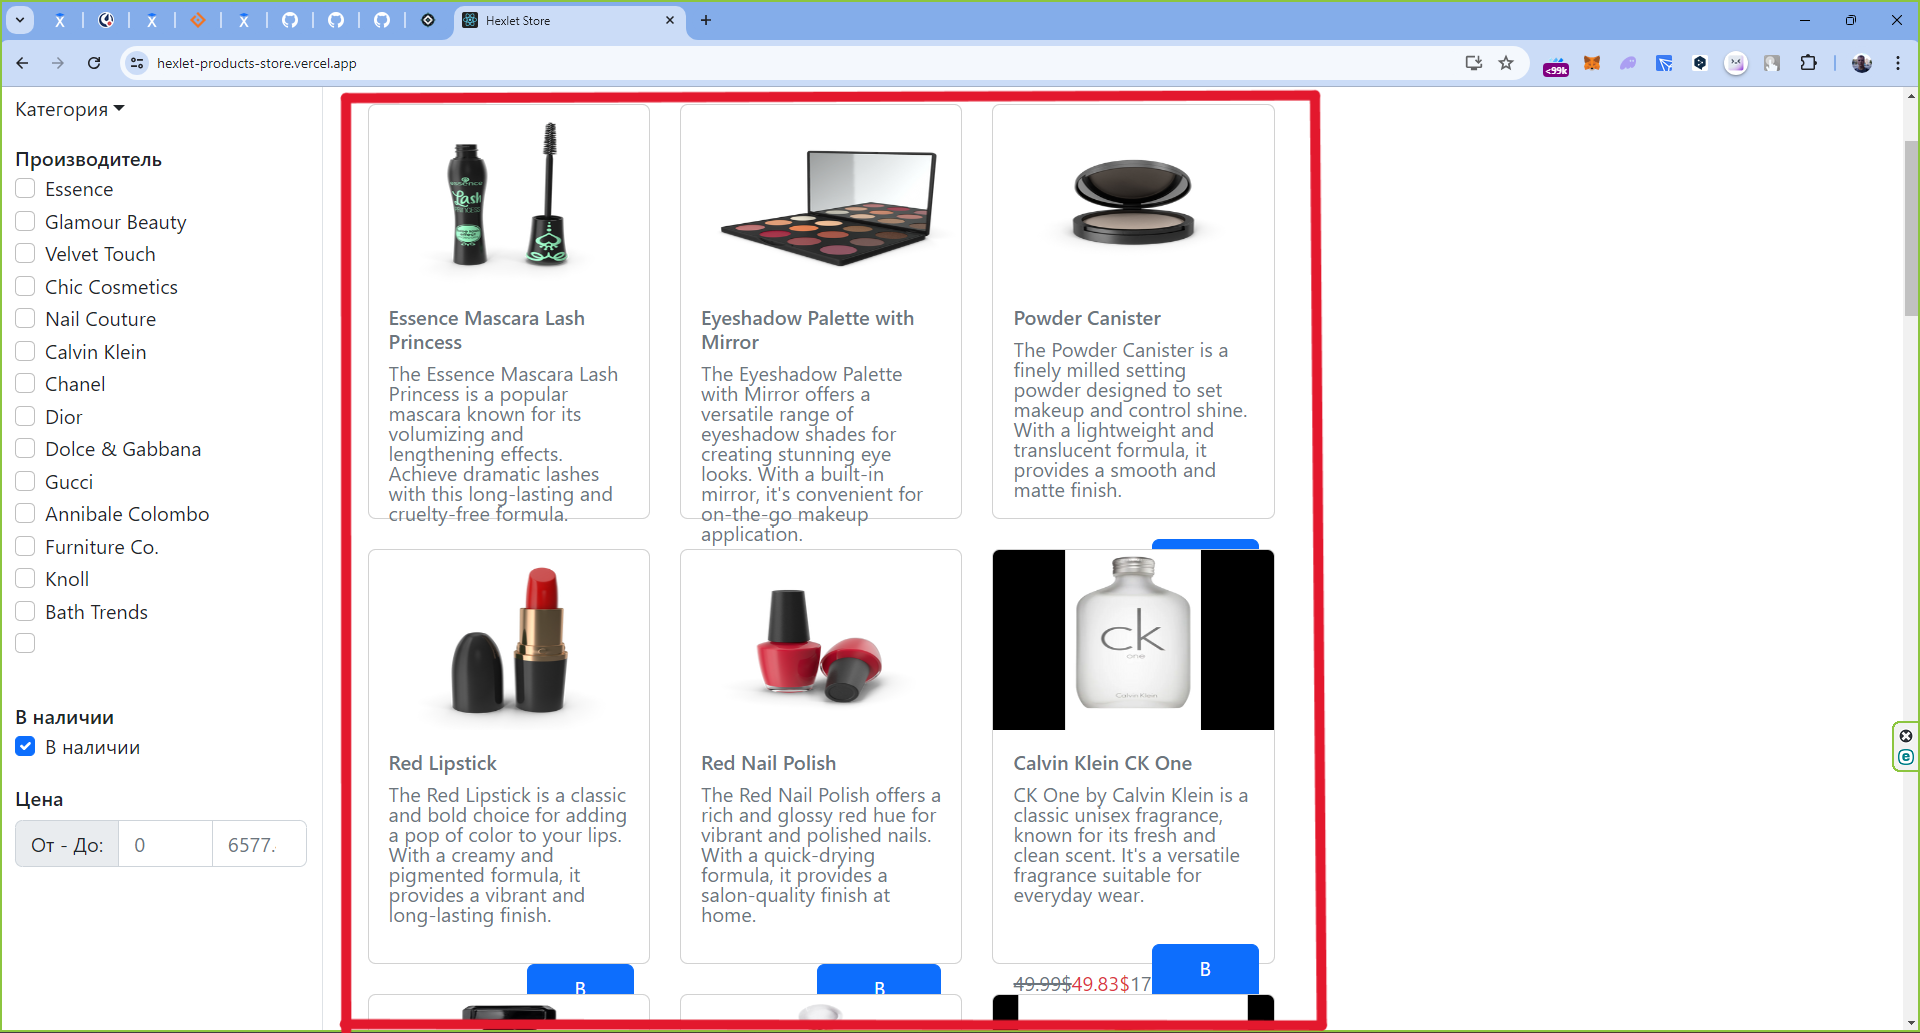 Hexlet Store
hexlet-products-store.vercel.app
<99k
Категория
Производитель
Essence
Glamour Beauty
Velvet Touch
Chic Cosmetics
Nail Couture
Calvin Klein
Chanel
Dior
Dolce & Gabbana
Gucci
Annibale Colombo
Furniture Co.
Knoll
Bath Trends
В наличии
В наличии
Цена
От - До:
0
6577.
essence
Lash
PRINCESS
Essence Mascara Lash
Princess
The Essence Mascara Lash
Princess is a popular
mascara known for its
volumizing and
lengthening effects.
Achieve dramatic lashes
with this long-lasting and
cruelty-free formula.
Eyeshadow Palette with
Mirror
The Eyeshadow Palette
with Mirror offers a
versatile range of
eyeshadow shades for
creating stunning eye
looks. With a built-in
mirror, it's convenient for
on-the-go makeup
application.
Powder Canister
The Powder Canister is a
finely milled setting
powder designed to set
makeup and control shine.
With a lightweight and
translucent formula, it
provides a smooth and
matte finish.
Red Lipstick
The Red Lipstick is a classic
and bold choice for adding
a pop of color to your lips.
With a creamy and
pigmented formula, it
provides a vibrant and
long-lasting finish.
В
Red Nail Polish
The Red Nail Polish offers a
rich and glossy red hue for
vibrant and polished nails.
With a quick-drying
formula, it provides a
salon-quality finish at
home.
В
ck
one
Calvin Klein
Calvin Klein CK One
CK One by Calvin Klein is a
classic unisex fragrance,
known for its fresh and
clean scent. It's a versatile
fragrance suitable for
everyday wear.
49.99$49.83$17
В